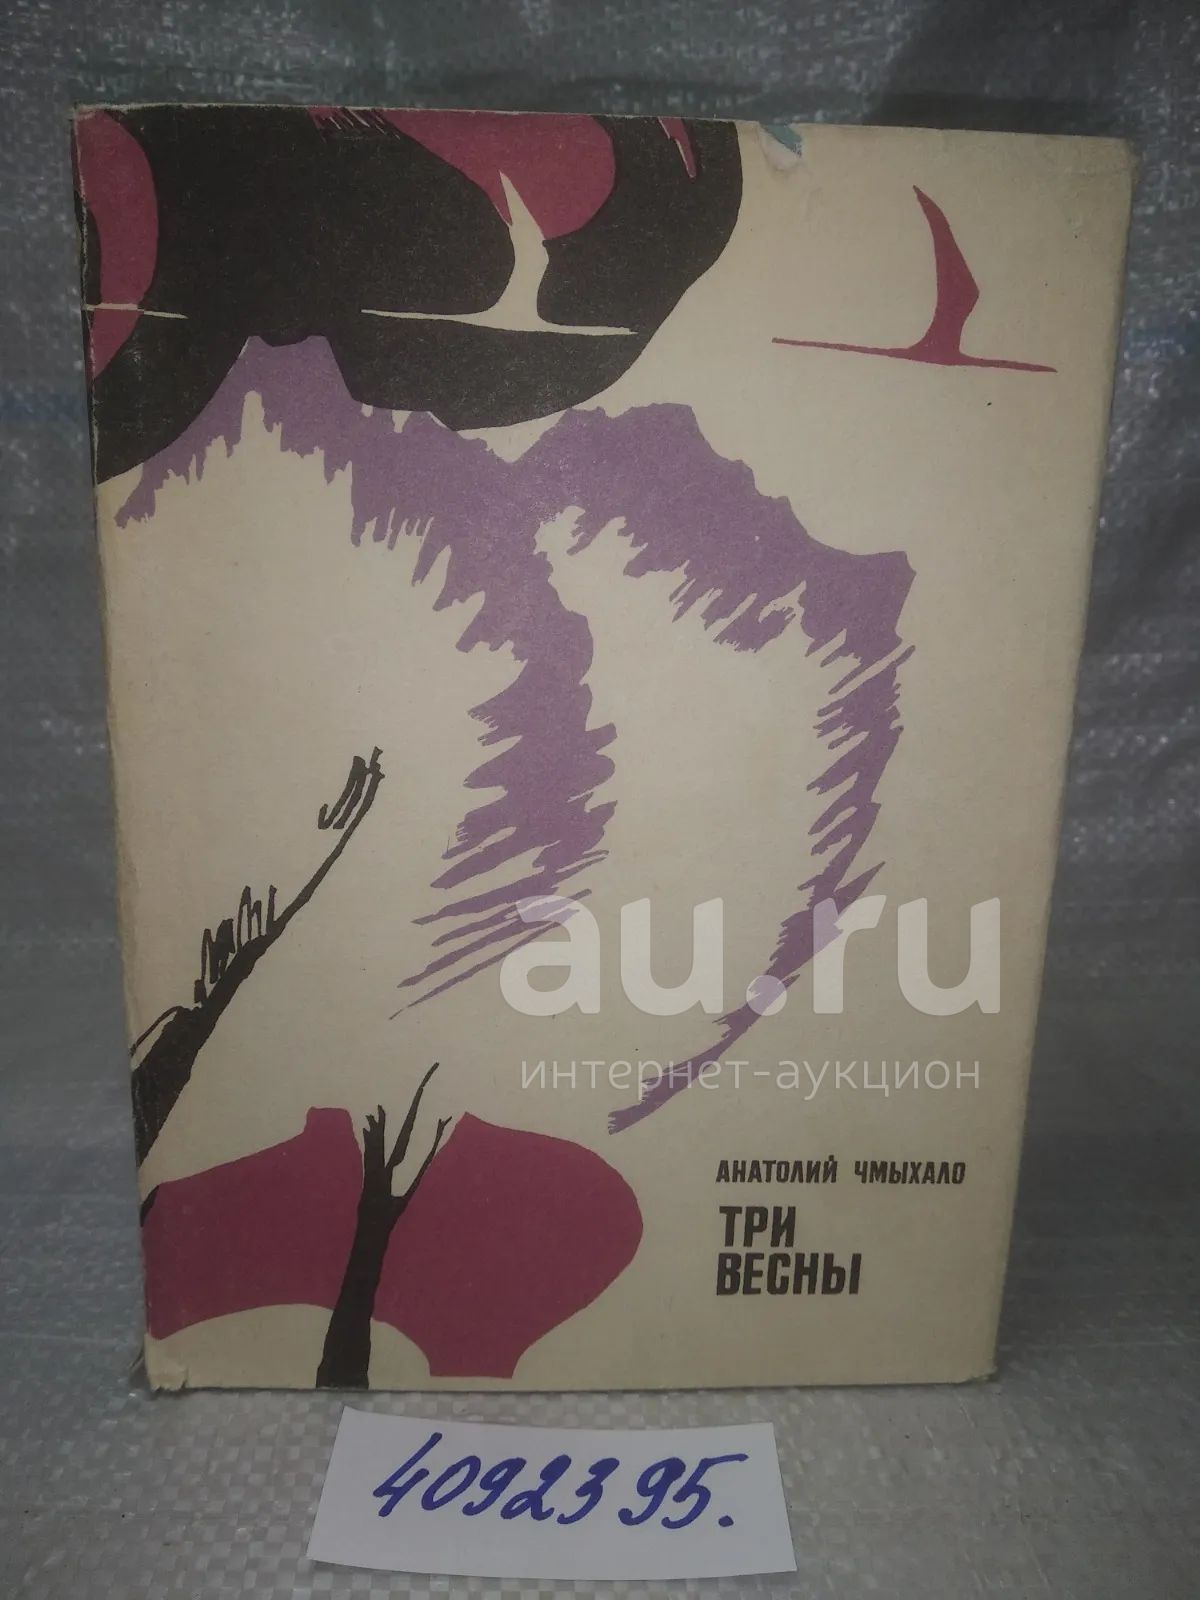 au.ru
интернет-аукцион
АНАТОЛИЙ ЧМЫХАЛО
ТРИ
ВЕСНЫ
4092395.